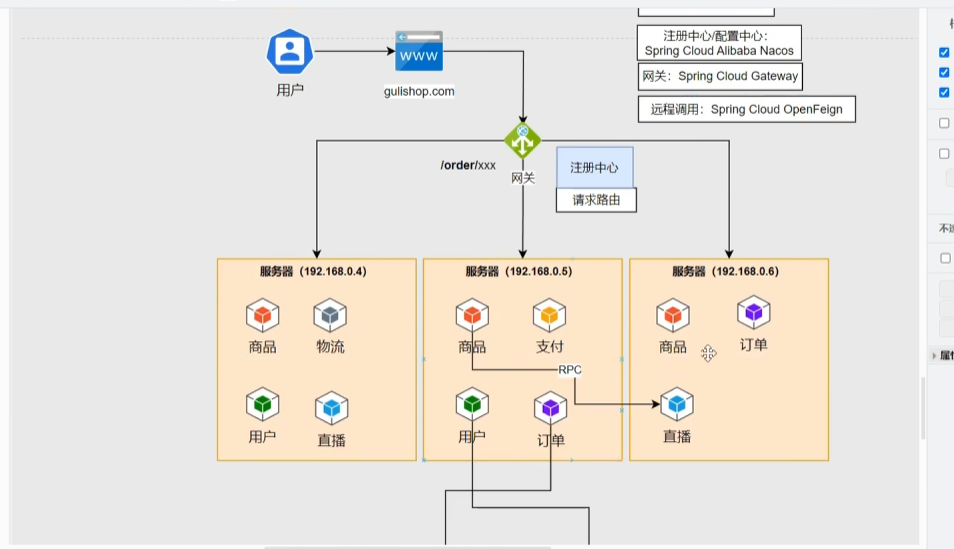 注册中心/配置中心：
Spring Cloud Alibaba Nacos
网关：Spring Cloud Gateway
远程调用：Spring Cloud OpenFeign
WWW
用户
gulishop.com
/order/xxx
网关
注册中心
请求路由
服务器（192.168.0.4）
商品
物流
用户
直播
服务器（192.168.0.5）
商品
支付
RPC
用户
订单
服务器（192.168.0.6）
商品
订单
直播